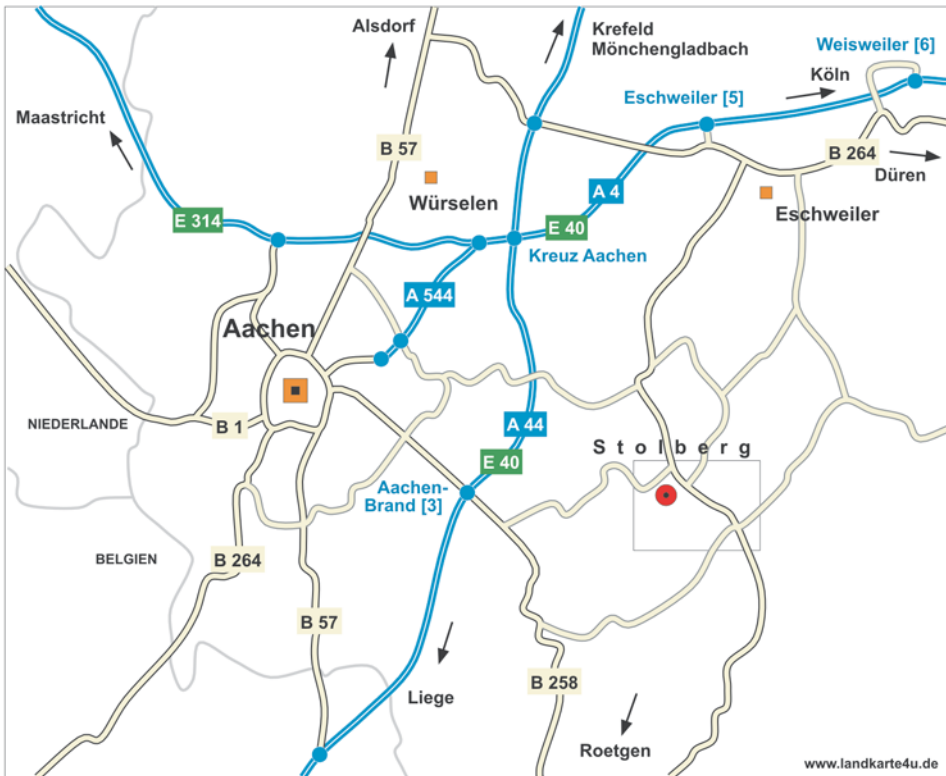 Alsdorf
Krefeld
Mönchengladbach
Weisweiler [6]
Köln
Eschweiler [5]
Maastricht
B 57
B 264
Düren
Würselen
A 4
Eschweiler
E 314
E 40
Kreuz Aachen
A 544
Aachen
NIEDERLANDE
B 1
A 44
Stolberg
E 40
Aachen-
Brand [3]
BELGIEN
B 264
B 57
B 258
Liege
Roetgen
www.landkarte4u.de